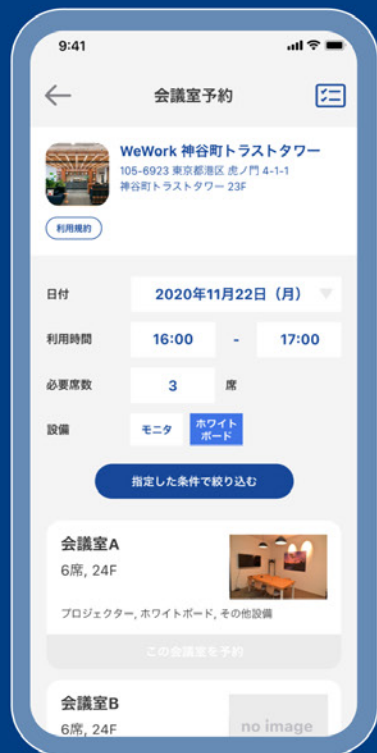 9:41
会議室予約
WeWork 神谷町トラストタワー
105-6923 東京都港区 虎ノ門 4-1-1
神谷町トラストタワー 23F
利用規約
日付 2020年11月22日（月）
利用時間 16:00 - 17:00
必要席数 3 席
設備 モニタ ホワイト
ボード
指定した条件で絞り込む
会議室A
6席, 24F
プロジェクター, ホワイトボード, その他設備
この会議室を予約
会議室B
6席, 24F
no image